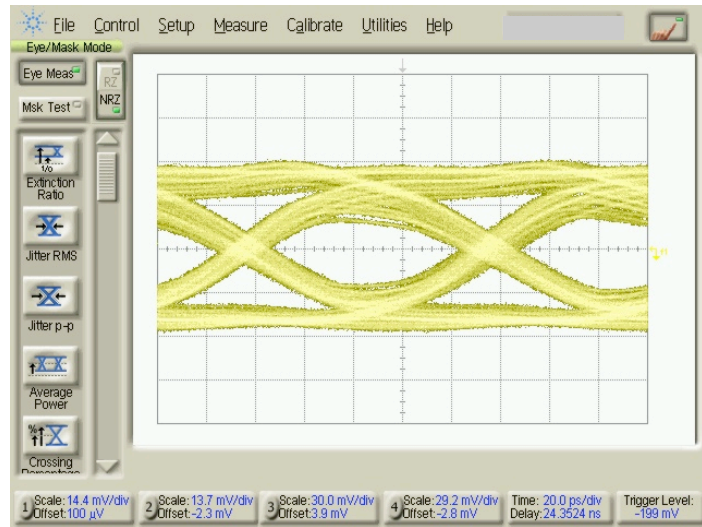 File Control Setup Measure Calibrate Utilities Help
Eye/Mask Mode
Eye Meas
RZ
NRZ
Msk Test
1/0
Extinction
Ratio
Jitter RMS
Jitter p-p
Average
Power
%
Crossing
Percentage
1 Scale: 14.4 mV/div
Offset: 100 µV
2 Scale: 13.7 mV/div
Offset: -2.3 mV
3 Scale: 30.0 mV/div
Offset: 3.9 mV
4 Scale: 29.2 mV/div
Offset: -2.8 mV
Time: 20.0 ps/div
Delay: 24.3524 ns
Trigger Level:
-199 mV